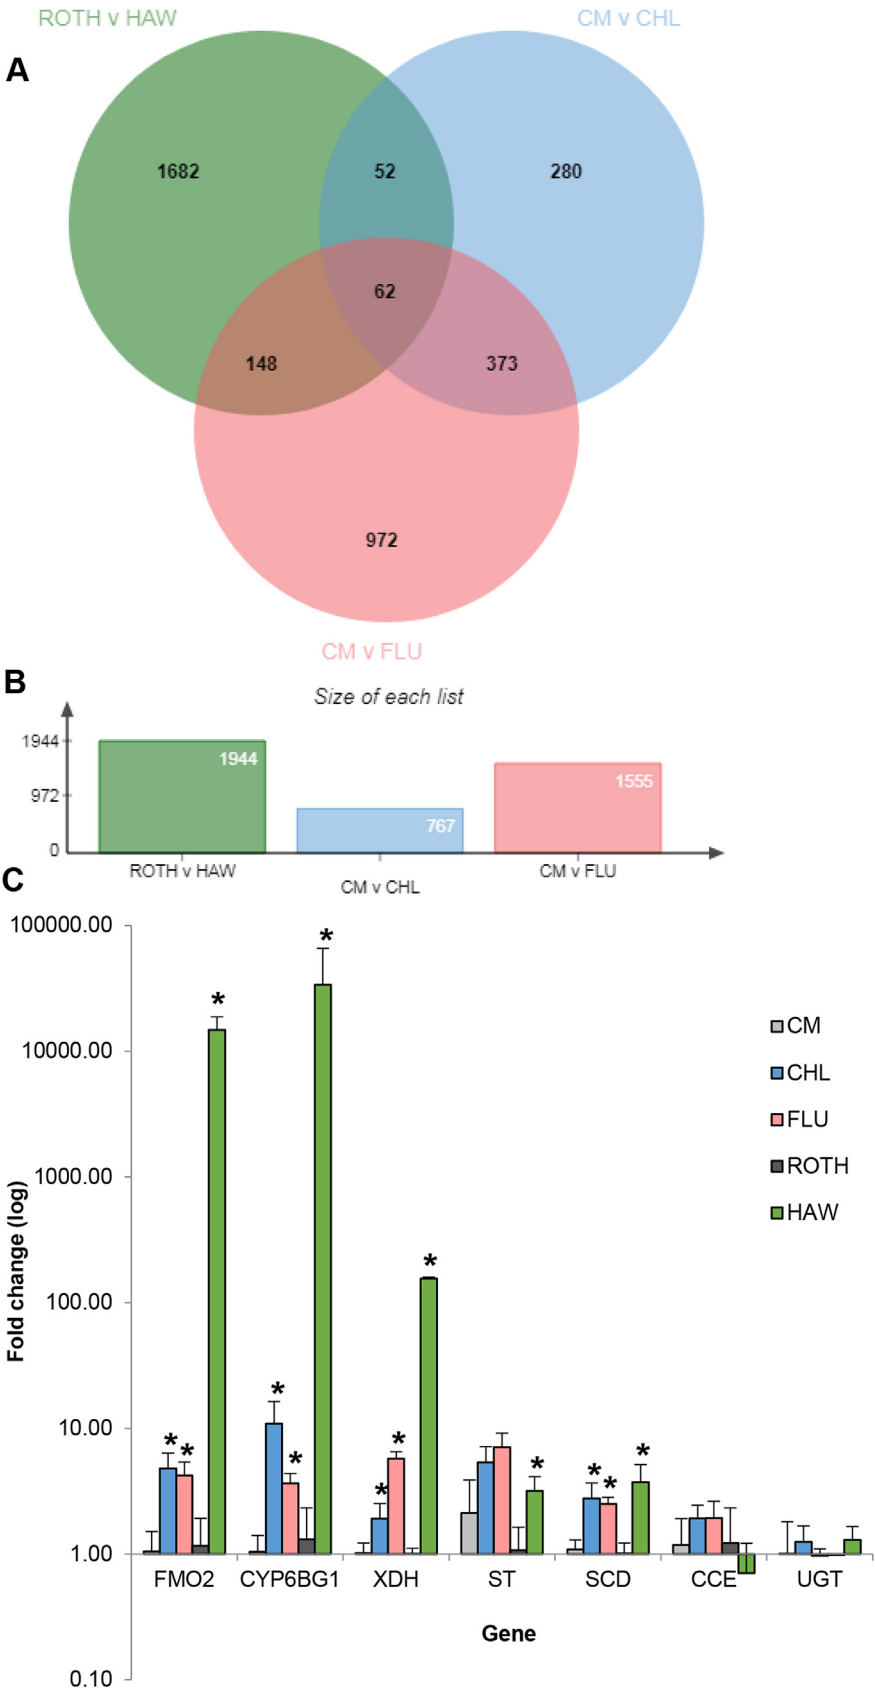 ROTH v HAW
CM v CHL
A
1682
52
280
62
148
373
972
CM v FLU
B
Size of each list
1944
972
0
1944
767
1555
ROTH v HAW
CM v CHL
CM v FLU
C
Fold change (log)
100000.00
10000.00
1000.00
100.00
10.00
1.00
0.10
*
*
*
*
*
*
*
*
*
*
*
*
*
CM
CHL
FLU
ROTH
HAW
FMO2
CYP6BG1
XDH
ST
SCD
CCE
UGT
Gene